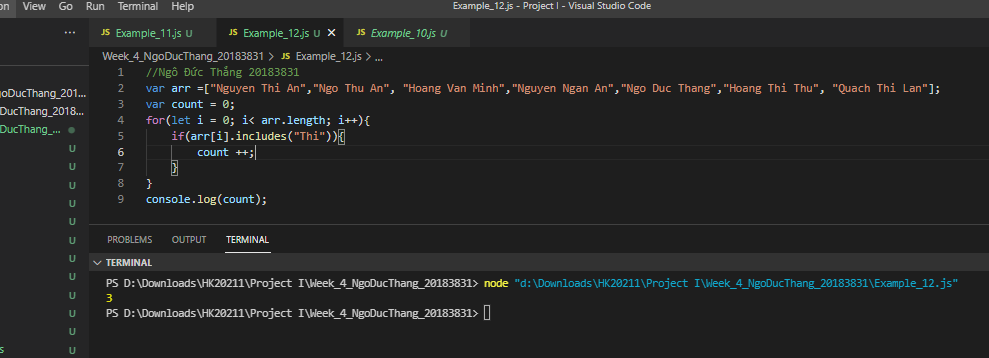 on View Go Run Terminal Help Example_12.js - Project I - Visual Studio Code
··· JS Example_11.js U JS Example_12.js U × JS Example_10.js U
Week_4_NgoDucThang_20183831 > JS Example_12.js > ...
1 //Ngô Đức Thắng 20183831
2 var arr =["Nguyen Thi An","Ngo Thu An", "Hoang Van Minh","Nguyen Ngan An","Ngo Duc Thang","Hoang Thi Thu", "Quach Thi Lan"];
3 var count = 0;
4 for(let i = 0; i< arr.length; i++){
5 if(arr[i].includes("Thi")){
6 count ++;
7 }
8 }
9 console.log(count);
goDucThang_201...
ucThang_2018...
DucThang_20... U
U
U
U
U
U
U
U
U
U
U
U
s U
PROBLEMS OUTPUT TERMINAL
TERMINAL
PS D:\Downloads\HK20211\Project I\Week_4_NgoDucThang_20183831> node "d:\Downloads\HK20211\Project I\Week_4_NgoDucThang_20183831\Example_12.js"
3
PS D:\Downloads\HK20211\Project I\Week_4_NgoDucThang_20183831>